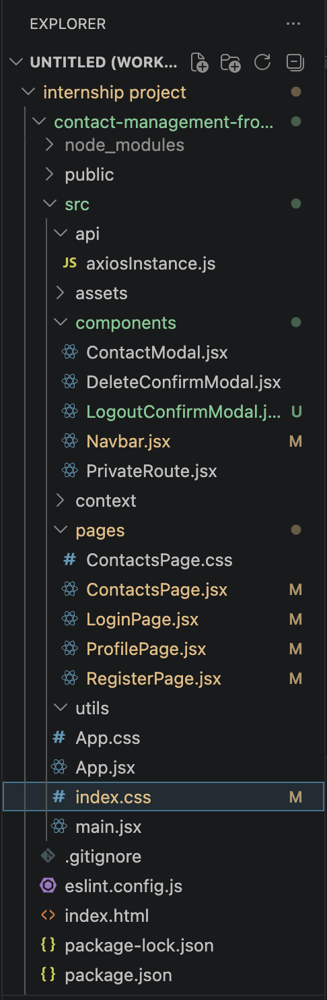 EXPLORER
UNTITLED (WORK...
internship project
contact-management-fro...
node_modules
public
src
api
JS axiosInstance.js
assets
components
ContactModal.jsx
DeleteConfirmModal.jsx
LogoutConfirmModal.j... U
Navbar.jsx M
PrivateRoute.jsx
context
pages
# ContactsPage.css
ContactsPage.jsx M
LoginPage.jsx M
ProfilePage.jsx M
RegisterPage.jsx M
utils
# App.css
App.jsx
# index.css M
main.jsx
.gitignore
eslint.config.js
<> index.html
{} package-lock.json
{} package.json